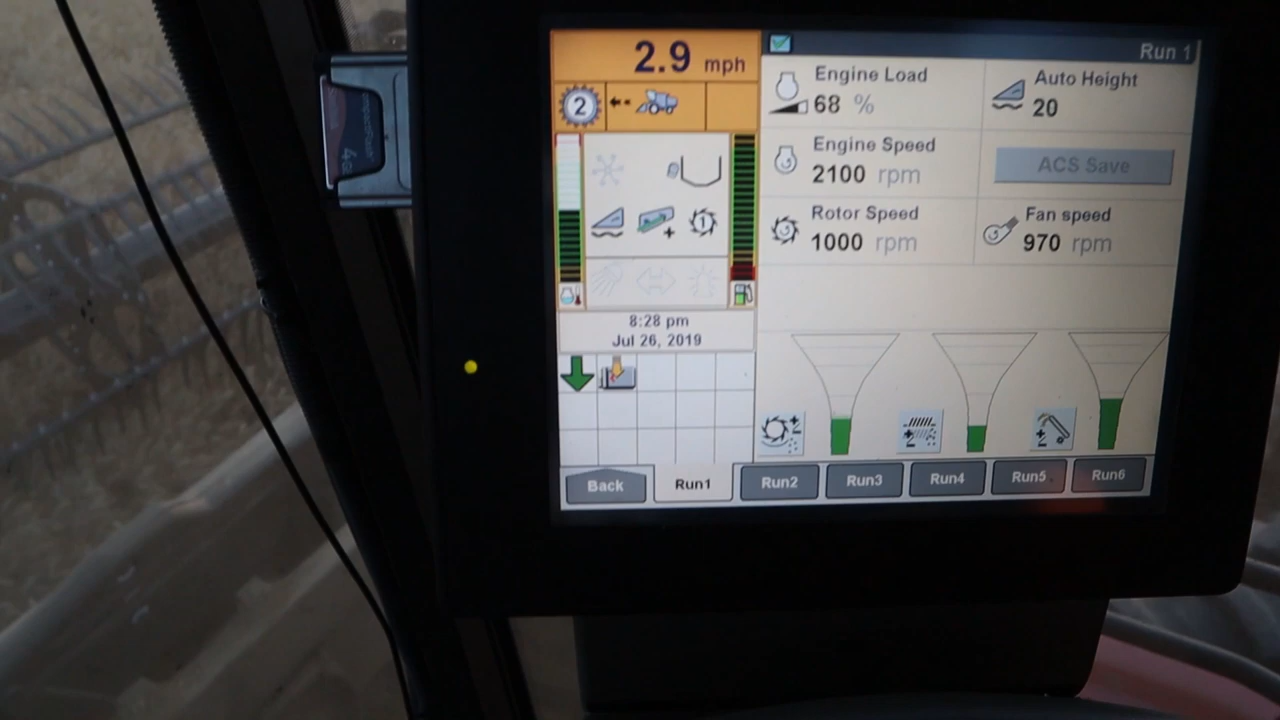 2.9 mph
2
1
8:28 pm
Jul 26, 2019
Run 1
Engine Load
68 %
Auto Height
20
Engine Speed
2100 rpm
ACS Save
Rotor Speed
1000 rpm
Fan speed
970 rpm
Back
Run1
Run2
Run3
Run4
Run5
Run6